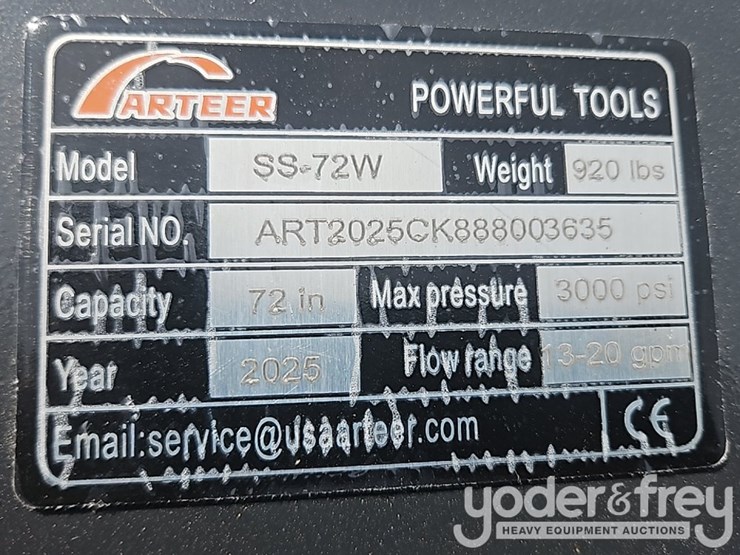 ARTEER POWERFUL TOOLS
Model SS-72W Weight 920 lbs
Serial NO. ART2025CK888003635
Capacity 72 in Max pressure 3000 psi
Year 2025 Flow range 13-20 gpm
Email:service@usaarteer.com CE
yoder&frey
HEAVY EQUIPMENT AUCTIONS